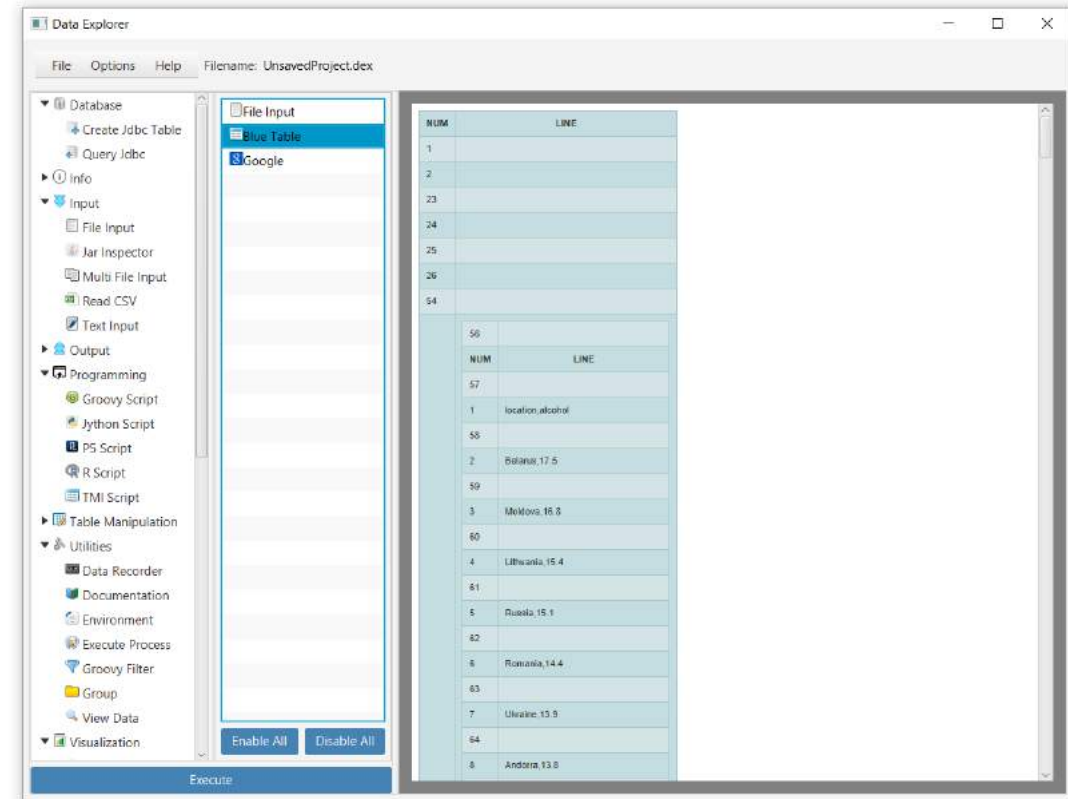 Data Explorer
File Options Help Filename: UnsavedProject.dex
Database
Create Jdbc Table
Query Jdbc
Info
Input
File Input
Jar Inspector
Multi File Input
Read CSV
Text Input
Output
Programming
Groovy Script
Jython Script
P5 Script
R Script
TMI Script
Table Manipulation
Utilities
Data Recorder
Documentation
Environment
Execute Process
Groovy Filter
Group
View Data
Visualization
Execute
File Input
Blue Table
Google
Enable All Disable All
NUM LINE
1
2
23
24
25
26
54
56
NUM LINE
57
1 location,alcohol
58
2 Belarus,17.5
59
3 Moldova,16.8
60
4 Lithuania,15.4
61
5 Russia,15.1
62
6 Romania,14.4
63
7 Ukraine,13.9
64
8 Andorra,13.8